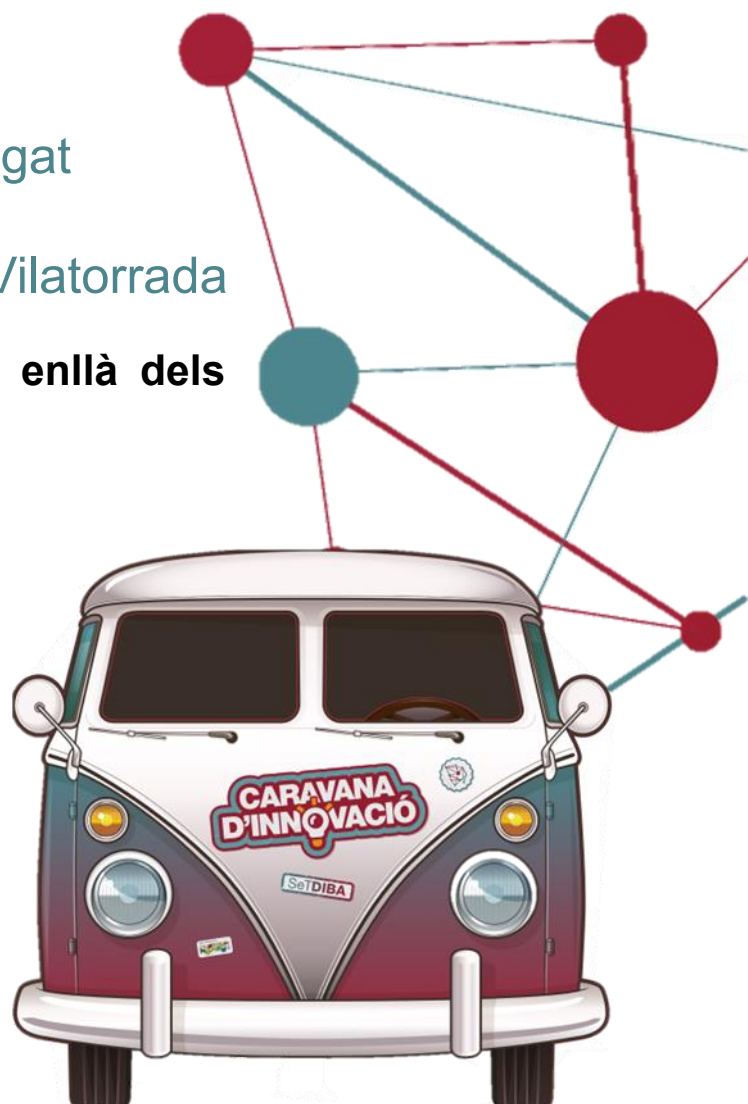 gat
Vilatorrada
enllà dels
CARAVANA
D'INNOVACIÓ
SeTDIBA